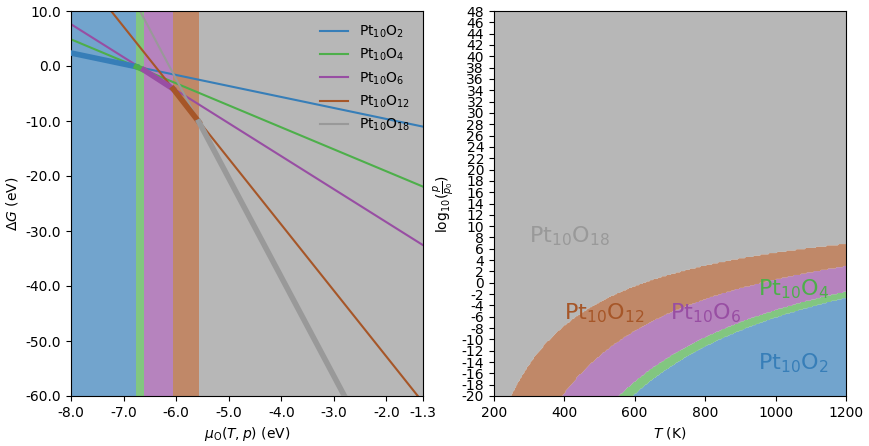 10.0
0.0
-10.0
-20.0
-30.0
-40.0
-50.0
-60.0
ΔG (eV)
-8.0 -7.0 -6.0 -5.0 -4.0 -3.0 -2.0 -1.3
μ_O(T, p) (eV)
Pt₁₀O₂
Pt₁₀O₄
Pt₁₀O₆
Pt₁₀O₁₂
Pt₁₀O₁₈
48
46
44
42
40
38
36
34
32
30
28
26
24
22
20
18
16
14
12
10
8
6
4
2
0
-2
-4
-6
-8
-10
-12
-14
-16
-18
-20
log₁₀(p/p₀)
Pt₁₀O₁₈
Pt₁₀O₄
Pt₁₀O₁₂ Pt₁₀O₆
Pt₁₀O₂
200 400 600 800 1000 1200
T (K)